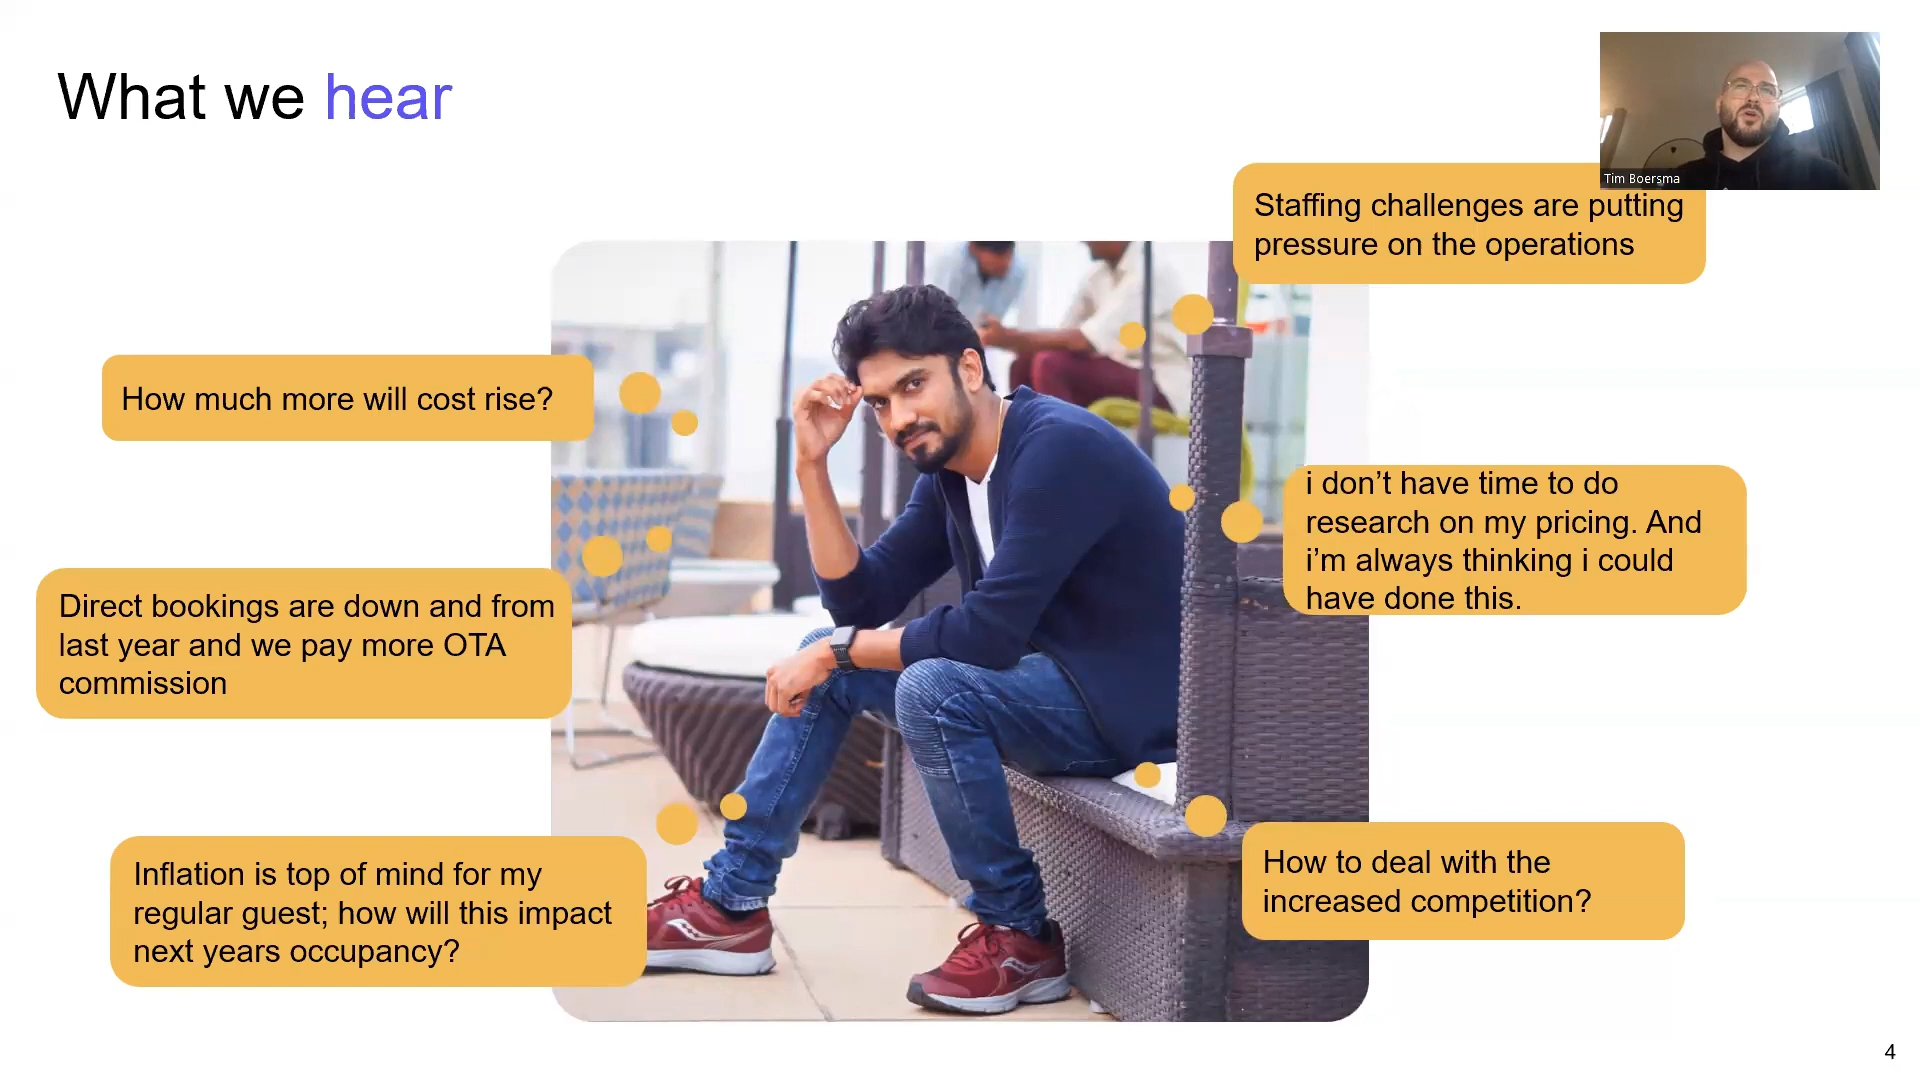 What we hear
Tim Boersma
Staffing challenges are putting
pressure on the operations
How much more will cost rise?
i don’t have time to do
research on my pricing. And
i’m always thinking i could
have done this.
Direct bookings are down and from
last year and we pay more OTA
commission
Inflation is top of mind for my
regular guest; how will this impact
next years occupancy?
How to deal with the
increased competition?
4